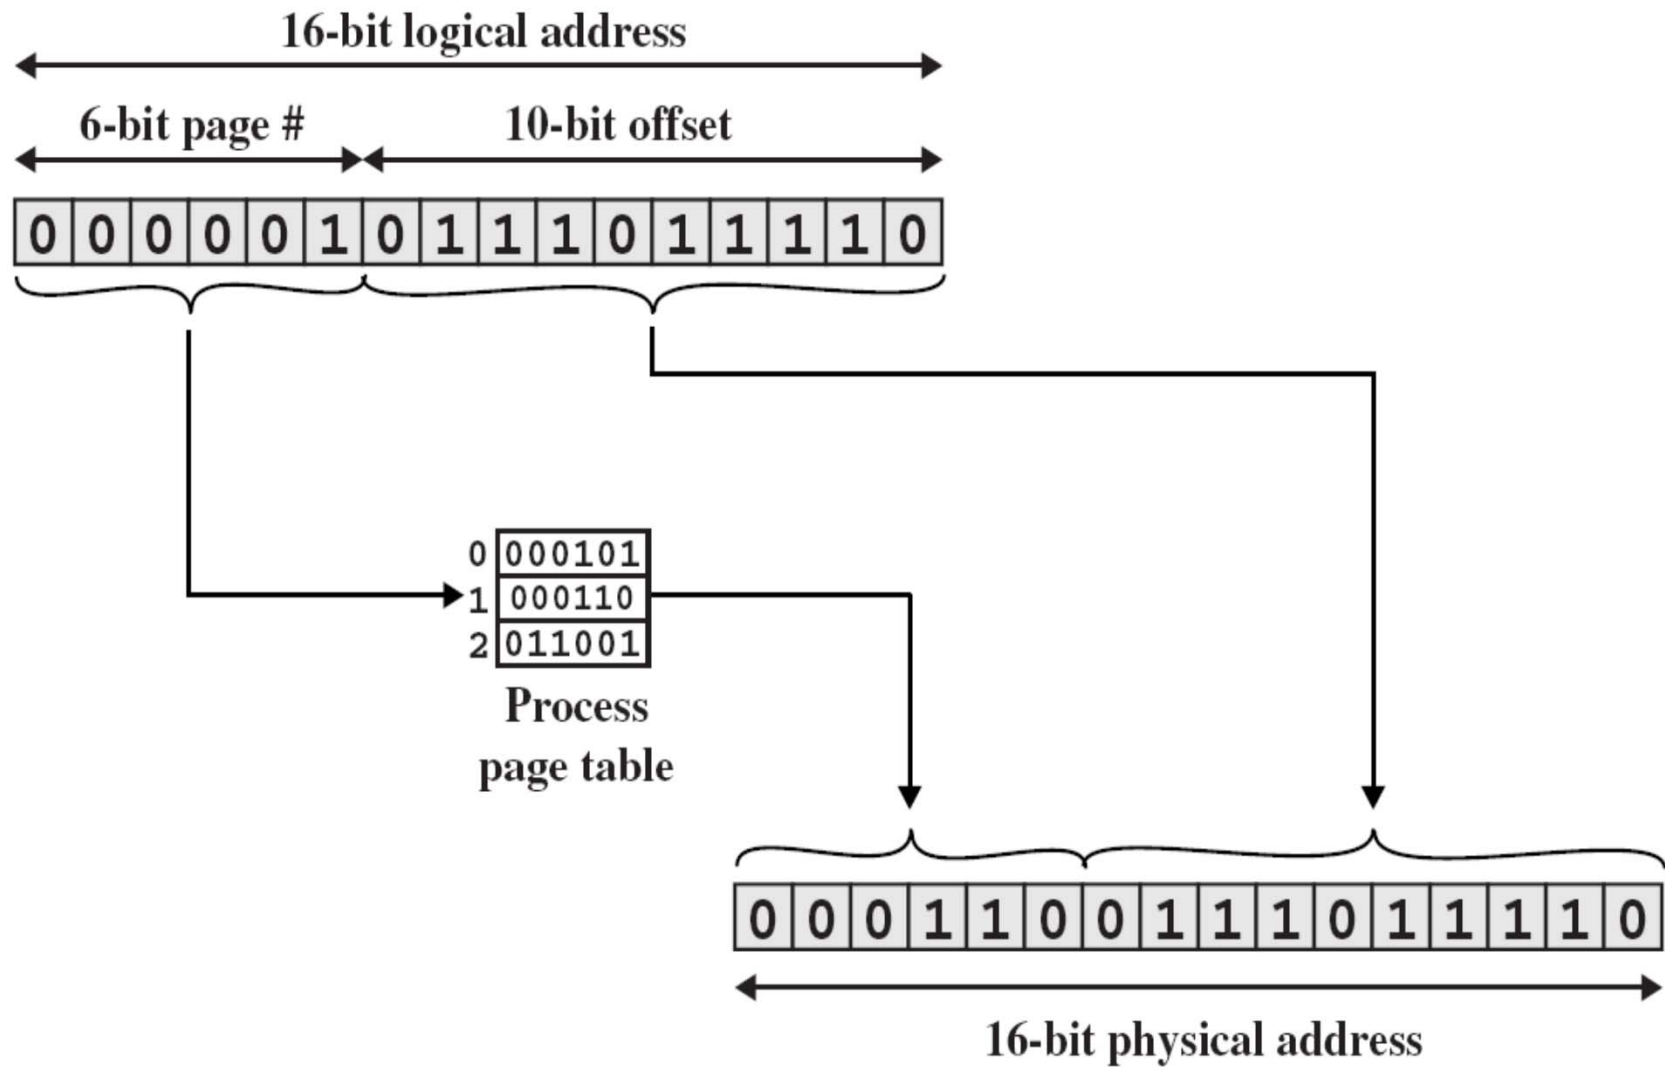 16-bit logical address
6-bit page # 10-bit offset
0 0 0 0 0 1 0 1 1 1 0 1 1 1 1 0
0 000101
1 000110
2 011001
Process
page table
0 0 0 1 1 0 0 1 1 1 0 1 1 1 1 0
16-bit physical address